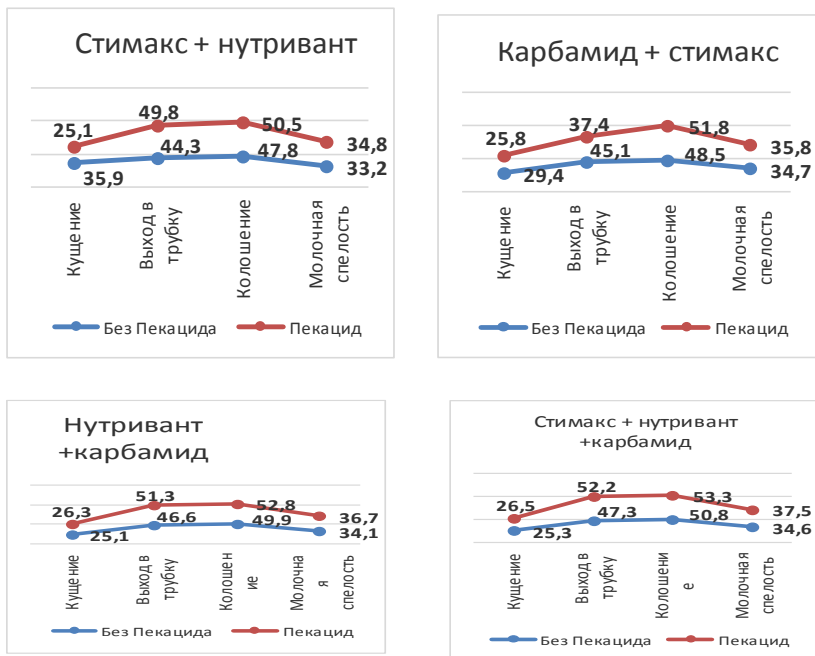 Стимакс + нутривант
49,8
25,1
50,5
34,8
44,3
47,8
33,2
35,9
Кущение
Выход в
трубку
Колошение
Молочная
спелость
Без Пекацида
Пекацид
Карбамид + стимакс
25,8
37,4
51,8
35,8
45,1
48,5
34,7
29,4
Кущение
Выход в
трубку
Колошение
Молочная
спелость
Без Пекацида
Пекацид
Нутривант
+карбамид
51,3
26,3
52,8
36,7
46,6
49,9
34,1
25,1
Кущение
Выход в
трубку
Колошен
ие
Молочна
я
спелость
Без Пекацида
Пекацид
Стимакс + нутривант
+карбамид
52,2
26,5
53,3
37,5
47,3
50,8
34,6
25,3
Кущение
Выход в
трубку
Колошени
е
Молочная
спелость
Без Пекацида
Пекацид